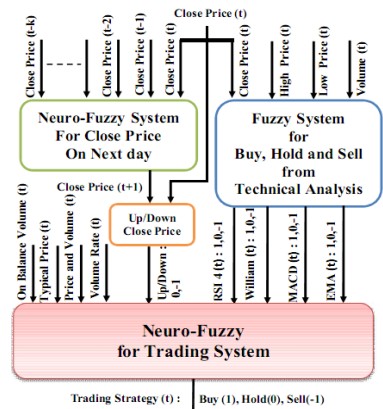 Close Price (t)
Close Price (t-k)
Close Price (t-2)
Close Price (t-1)
Close Price (t)
Close Price (t)
High Price (t)
Low Price (t)
Volume (t)
Neuro-Fuzzy System
For Close Price
On Next day
Fuzzy System
for
Buy, Hold and Sell
from
Technical Analysis
Close Price (t+1)
Up/Down
Close Price
On Balance Volume (t)
Typical Price (t)
Price and Volume (t)
Volume Rate (t)
Up/Down :
0,-1
RSI 4 (t) : 1,0,-1
William (t) : 1,0,-1
MACD (t) : 1,0,-1
EMA (t) : 1,0,-1
Neuro-Fuzzy
for Trading System
Trading Strategy (t) :
Buy (1), Hold(0), Sell(-1)